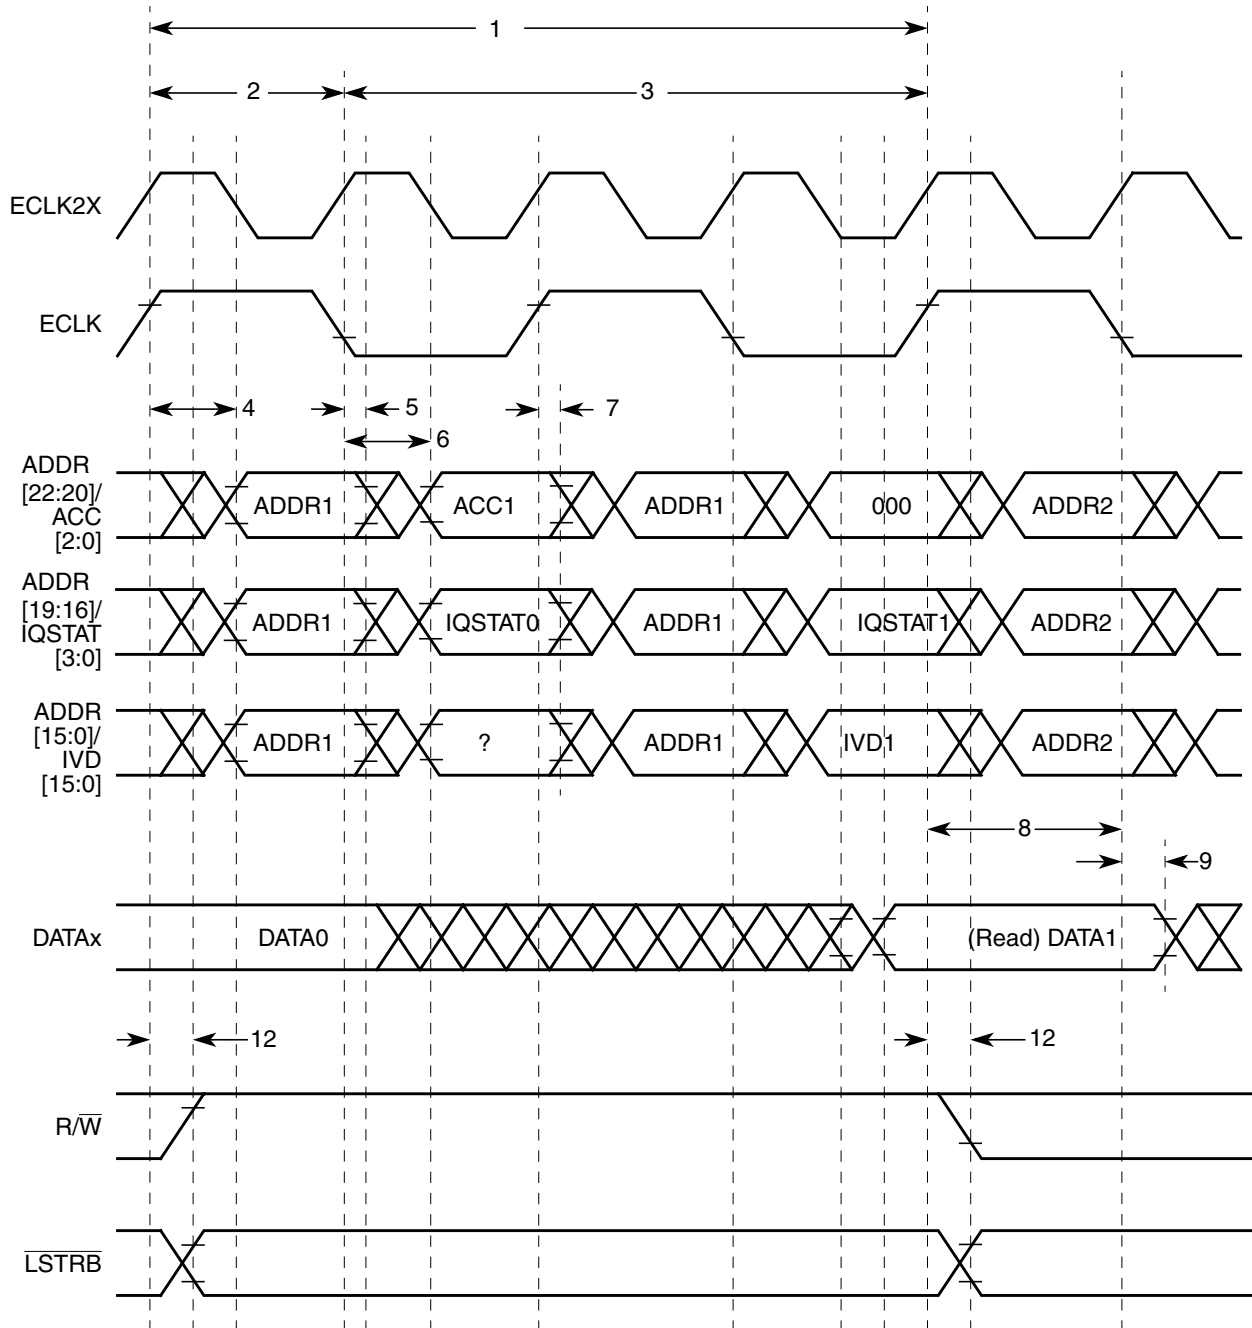 1
2 3
ECLK2X
ECLK
4 5 7
6
ADDR
[22:20]/
ACC
[2:0]
ADDR1 ACC1 ADDR1 000 ADDR2
ADDR
[19:16]/
IQSTAT
[3:0]
ADDR1 IQSTAT0 ADDR1 IQSTAT1 ADDR2
ADDR
[15:0]/
IVD
[15:0]
ADDR1 ? ADDR1 IVD1 ADDR2
8
9
DATAx DATA0 (Read) DATA1
12 12
R/W̅
L̅S̅T̅R̅B̅